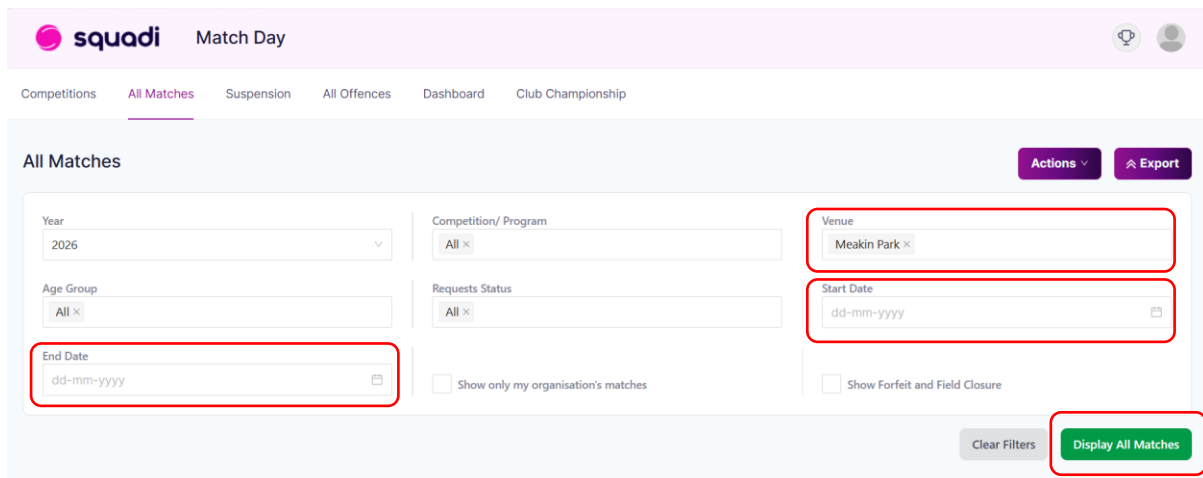 squadi Match Day
Competitions All Matches Suspension All Offences Dashboard Club Championship
All Matches
Actions Export
Year Competition/ Program Venue
2026 All × Meakin Park ×
Age Group Requests Status Start Date
All × All × dd-mm-yyyy
End Date
dd-mm-yyyy Show only my organisation's matches Show Forfeit and Field Closure
Clear Filters Display All Matches